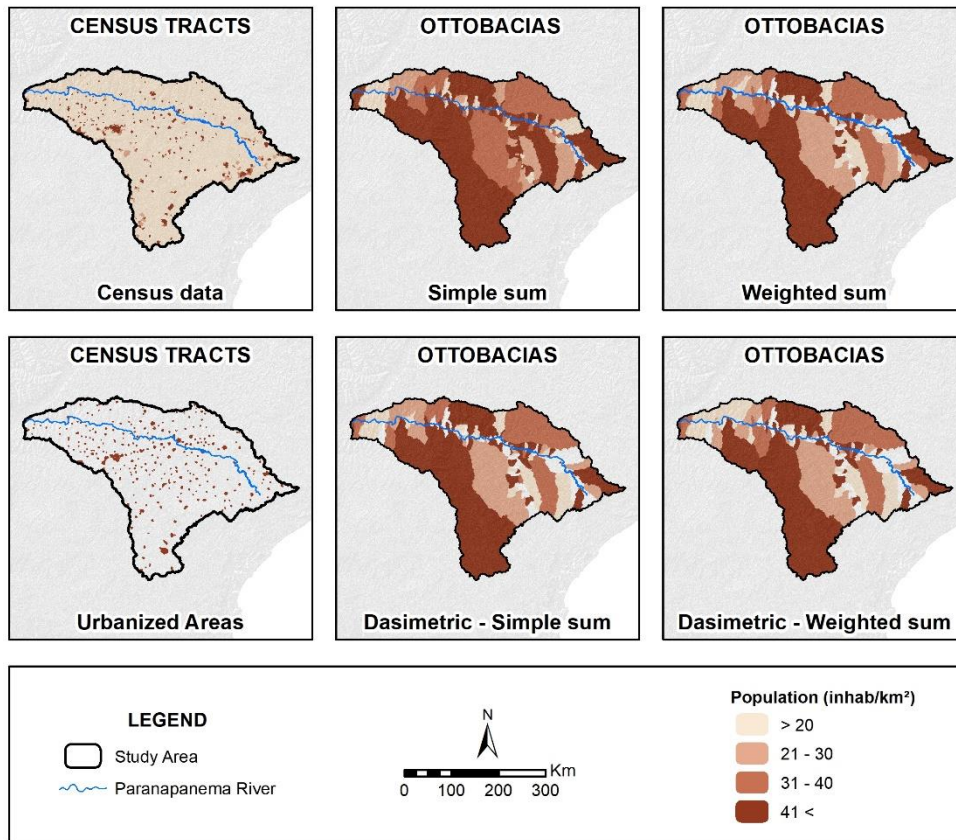 CENSUS TRACTS
Census data
OTTOBACIAS
Simple sum
OTTOBACIAS
Weighted sum
CENSUS TRACTS
Urbanized Areas
OTTOBACIAS
Dasimetric - Simple sum
OTTOBACIAS
Dasimetric - Weighted sum
LEGEND
Study Area
Paranapanema River
N
Km
0 100 200 300
Population (inhab/km²)
> 20
21 - 30
31 - 40
41 <